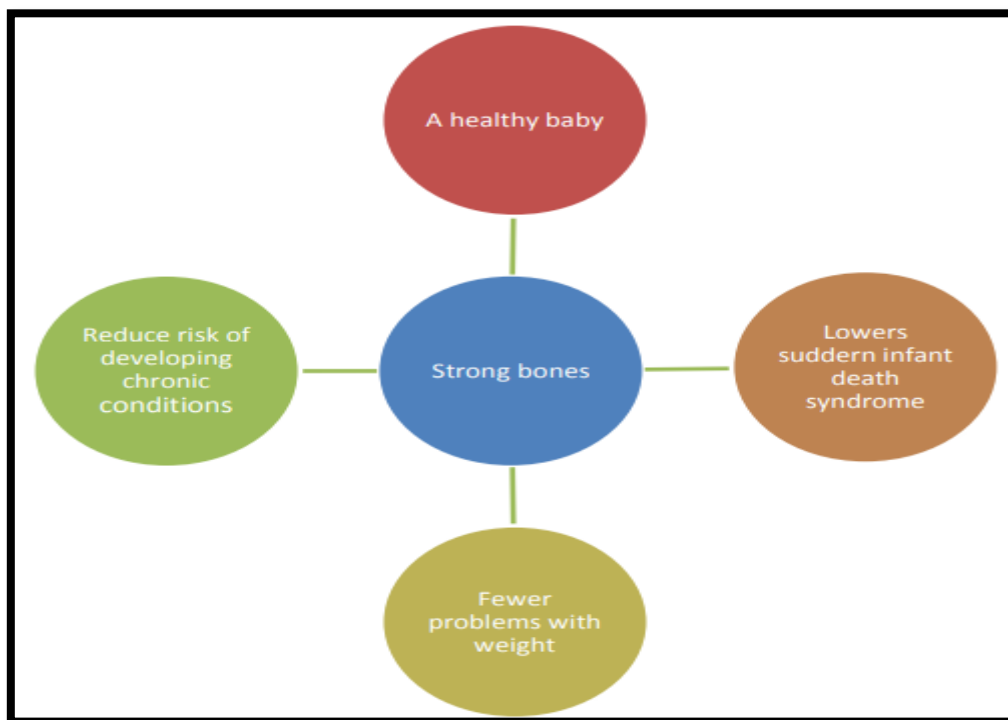 A healthy baby
Reduce risk of
developing
chronic
conditions
Strong bones
Lowers
suddern infant
death
syndrome
Fewer
problems with
weight